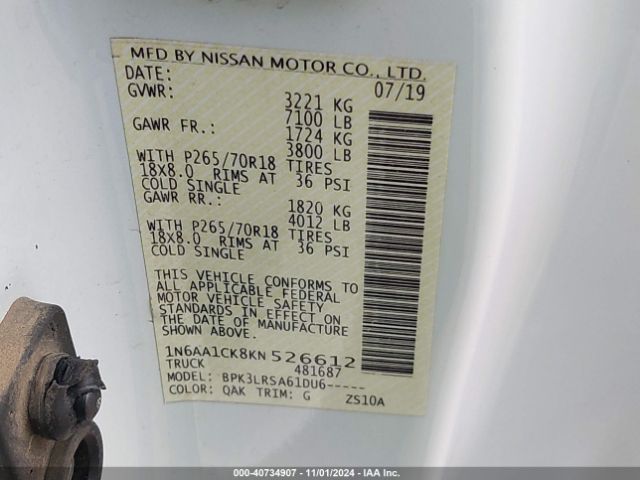 MFD BY NISSAN MOTOR CO., LTD.
DATE: 07/19
GVWR: 3221 KG
7100 LB
GAWR FR.: 1724 KG
3800 LB
WITH P265/70R18 TIRES
18X8.0 RIMS AT 36 PSI
COLD SINGLE
GAWR RR.: 1820 KG
4012 LB
WITH P265/70R18 TIRES
18X8.0 RIMS AT 36 PSI
COLD SINGLE
THIS VEHICLE CONFORMS TO
ALL APPLICABLE FEDERAL
MOTOR VEHICLE SAFETY
STANDARDS IN EFFECT ON
THE DATE OF MANUFACTURE
SHOWN ABOVE.
1N6AA1CK8KN 526612
TRUCK 481687
MODEL: BPK3LRSA61DU6-----
COLOR: QAK TRIM: G ZS10A
000-40734907 - 11/01/2024 - IAA Inc.